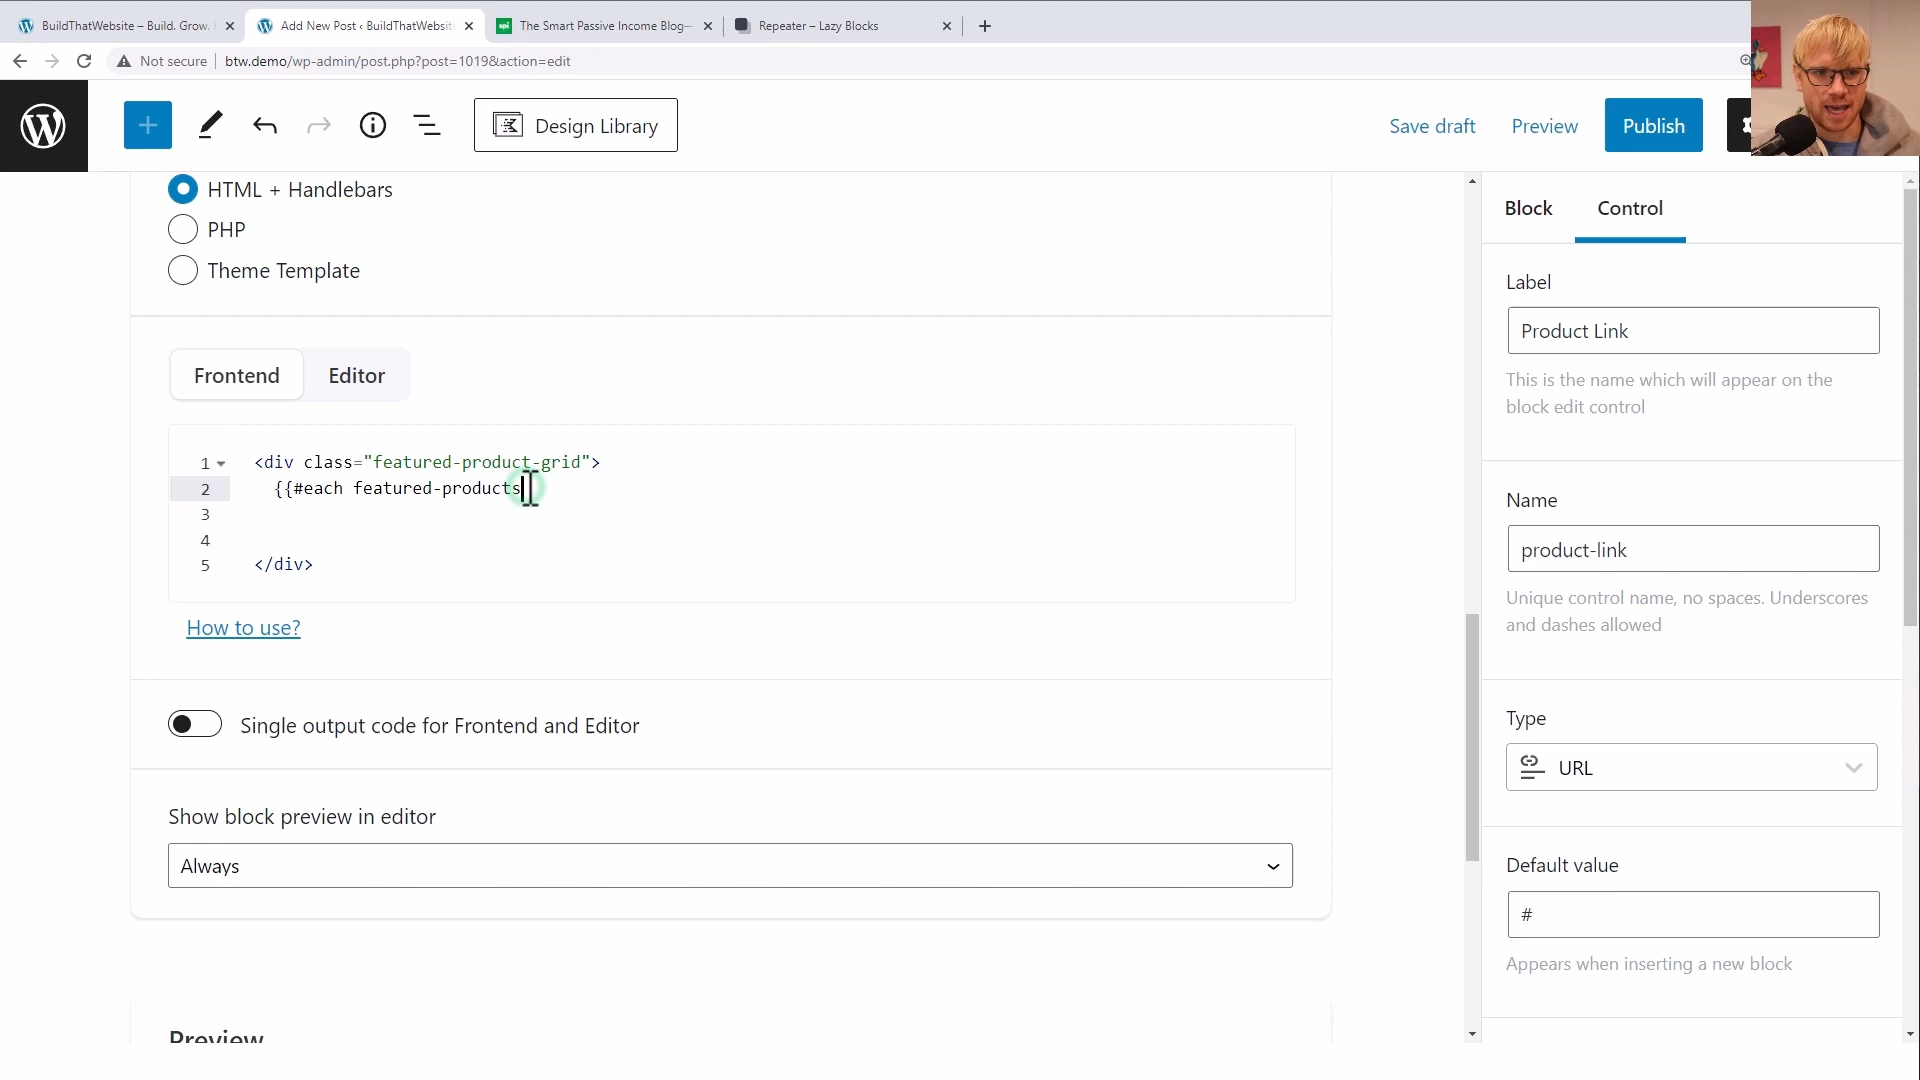 BuildThatWebsite – Build. Grow.
Add New Post ‹ BuildThatWebsite
spi
The Smart Passive Income Blog—
Repeater – Lazy Blocks
Not secure
btw.demo/wp-admin/post.php?post=1019&action=edit
Design Library
Save draft
Preview
Publish
HTML + Handlebars
PHP
Theme Template
Frontend
Editor
1 <div class="featured-product-grid">
2 {{#each featured-products
3
4
5 </div>
How to use?
Single output code for Frontend and Editor
Show block preview in editor
Always
Preview
Block
Control
Label
Product Link
This is the name which will appear on the
block edit control
Name
product-link
Unique control name, no spaces. Underscores
and dashes allowed
Type
URL
Default value
#
Appears when inserting a new block